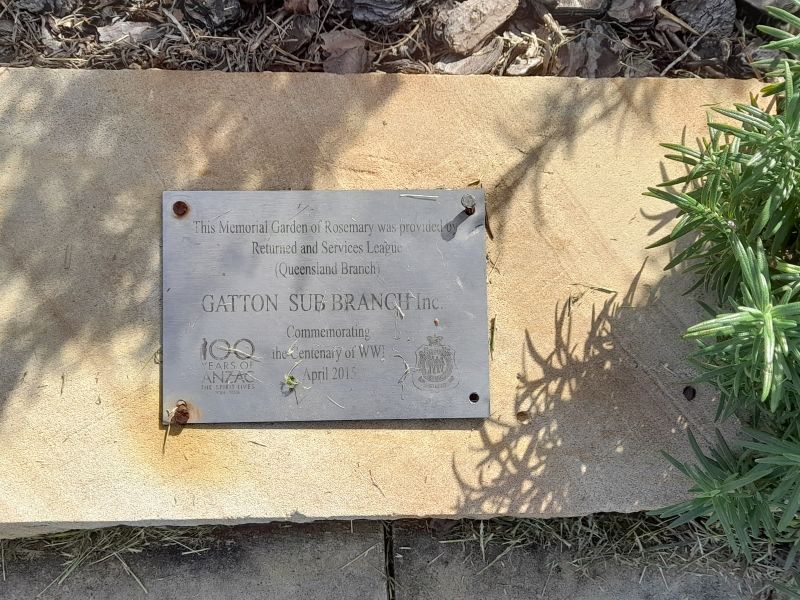 This Memorial Garden of Rosemary was provided by
Returned and Services League
(Queensland Branch)
GATTON SUB BRANCH Inc.
Commemorating
the Centenary of WW1
April 2015
100
YEARS OF
ANZAC
THE SPIRIT LIVES